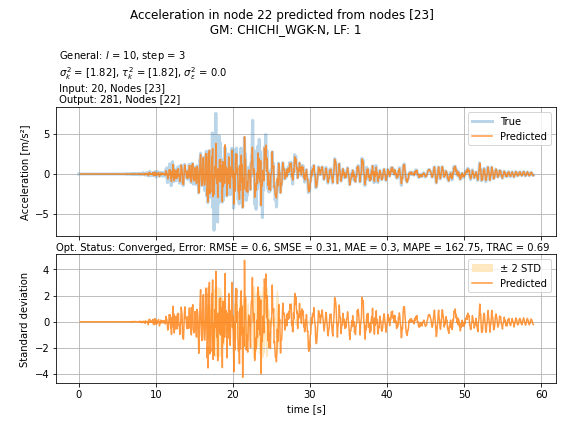 Acceleration in node 22 predicted from nodes [23]
GM: CHICHI_WGK-N, LF: 1
General: l = 10, step = 3
σ²ₖ = [1.82], τ²ₖ = [1.82], σ²ε = 0.0
Input: 20, Nodes [23]
Output: 281, Nodes [22]
Acceleration [m/s²]
5
0
−5
True
Predicted
Opt. Status: Converged, Error: RMSE = 0.6, SMSE = 0.31, MAE = 0.3, MAPE = 162.75, TRAC = 0.69
Standard deviation
4
2
0
−2
−4
± 2 STD
Predicted
0 10 20 30 40 50 60
time [s]